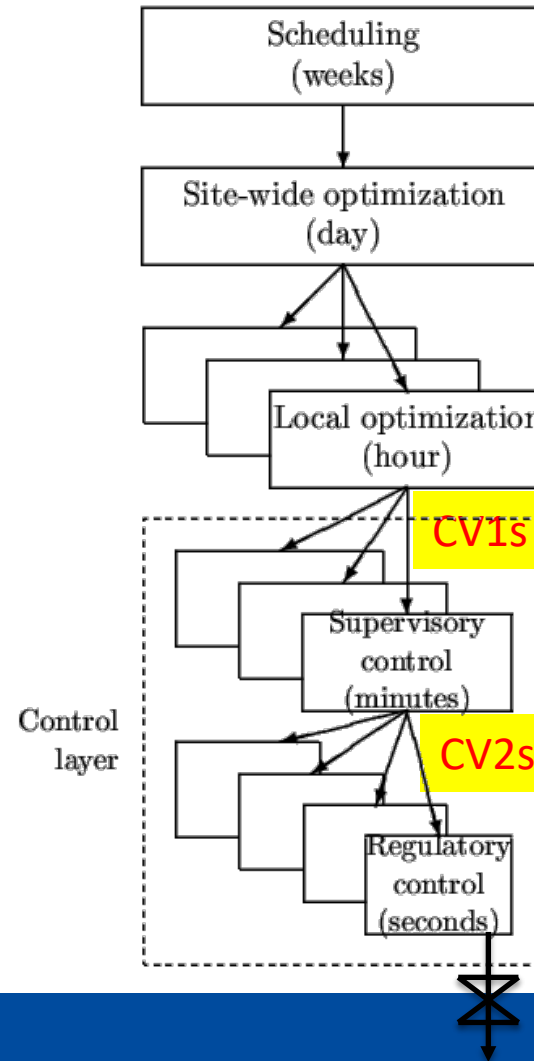 Scheduling
(weeks)
Site-wide optimization
(day)
Local optimization
(hour)
CV1s
Supervisory
control
(minutes)
Control
layer
CV2s
Regulatory
control
(seconds)